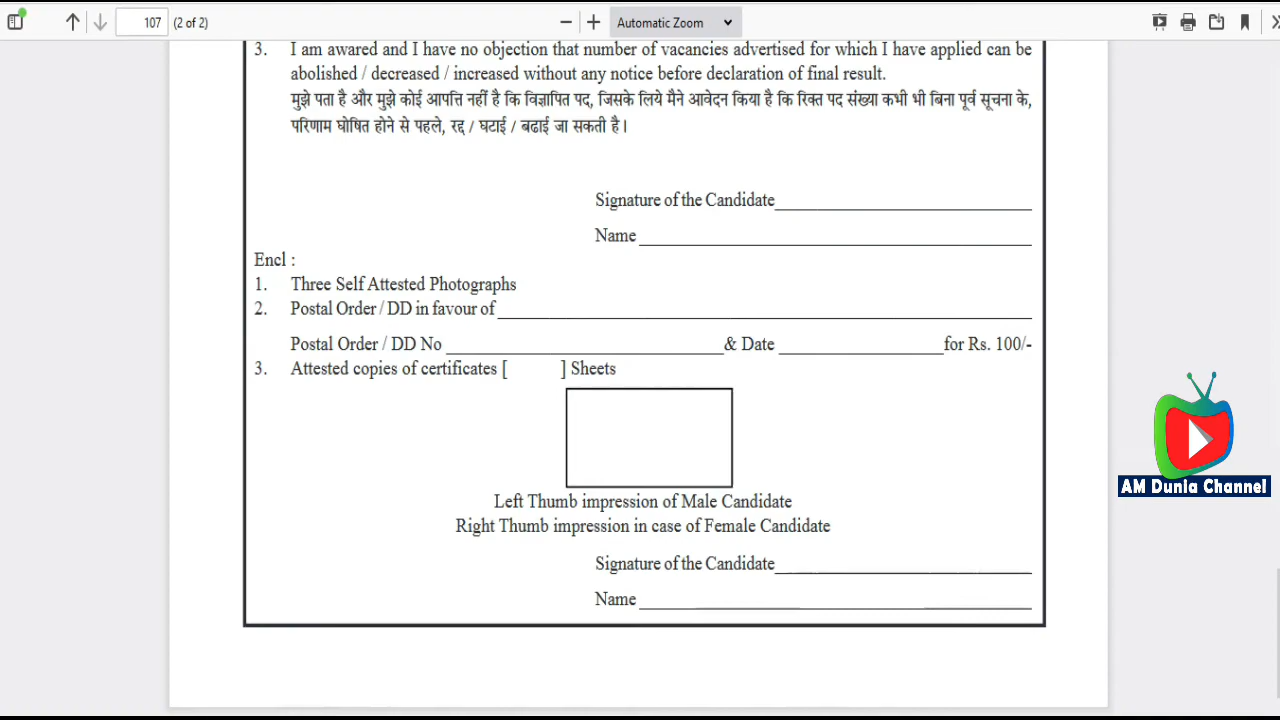 107 (2 of 2) Automatic Zoom
3. I am awared and I have no objection that number of vacancies advertised for which I have applied can be
abolished / decreased / increased without any notice before declaration of final result.
मुझे पता है और मुझे कोई आपत्ति नहीं है कि विज्ञापित पद, जिसके लिये मैने आवेदन किया है कि रिक्त पद संख्या कभी भी बिना पूर्व सूचना के,
परिणाम घोषित होने से पहले, रद्द / घटाई / बढाई जा सकती है।
Signature of the Candidate
Name
Encl :
1. Three Self Attested Photographs
2. Postal Order / DD in favour of
Postal Order / DD No & Date for Rs. 100/-
3. Attested copies of certificates [ ] Sheets
Left Thumb impression of Male Candidate
Right Thumb impression in case of Female Candidate
Signature of the Candidate
Name
AM Dunia Channel